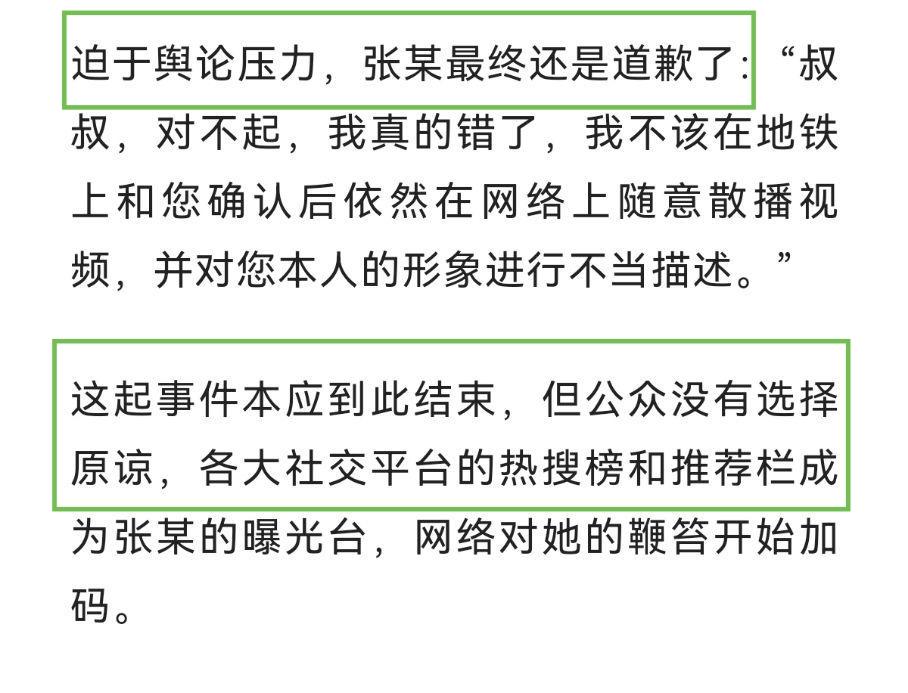 迫于舆论压力，张某最终还是道歉了：“叔
叔，对不起，我真的错了，我不该在地铁
上和您确认后依然在网络上随意散播视
频，并对您本人的形象进行不当描述。”
这起事件本应到此结束，但公众没有选择
原谅，各大社交平台的热搜榜和推荐栏成
为张某的曝光台，网络对她的鞭笞开始加
码。